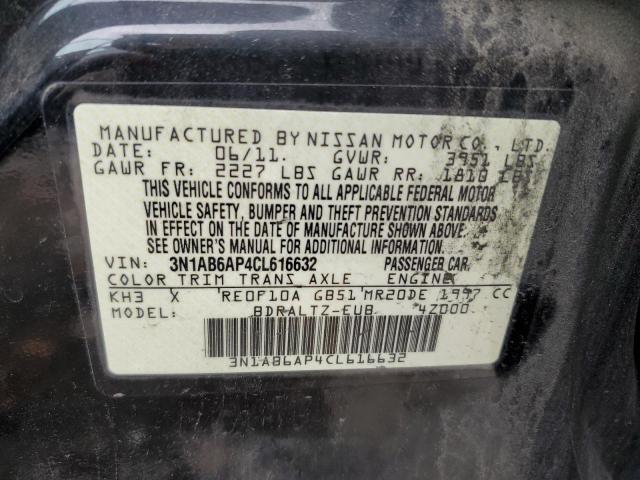 MANUFACTURED BY NISSAN MOTOR CO., LTD.
DATE: 06/11. GVWR: 3951 LBS
GAWR FR: 2227 LBS GAWR RR: 1818 LBS
THIS VEHICLE CONFORMS TO ALL APPLICABLE FEDERAL MOTOR
VEHICLE SAFETY, BUMPER AND THEFT PREVENTION STANDARDS
IN EFFECT ON THE DATE OF MANUFACTURE SHOWN ABOVE.
SEE OWNER'S MANUAL FOR ADDITIONAL INFORMATION
VIN: 3N1AB6AP4CL616632 PASSENGER CAR.
COLOR TRIM TRANS AXLE ENGINE
KH3 X RE0F10A GB51 MR20DE 1997 CC
MODEL: BDRALTZ-EUB 4Z000
3N1AB6AP4CL616632